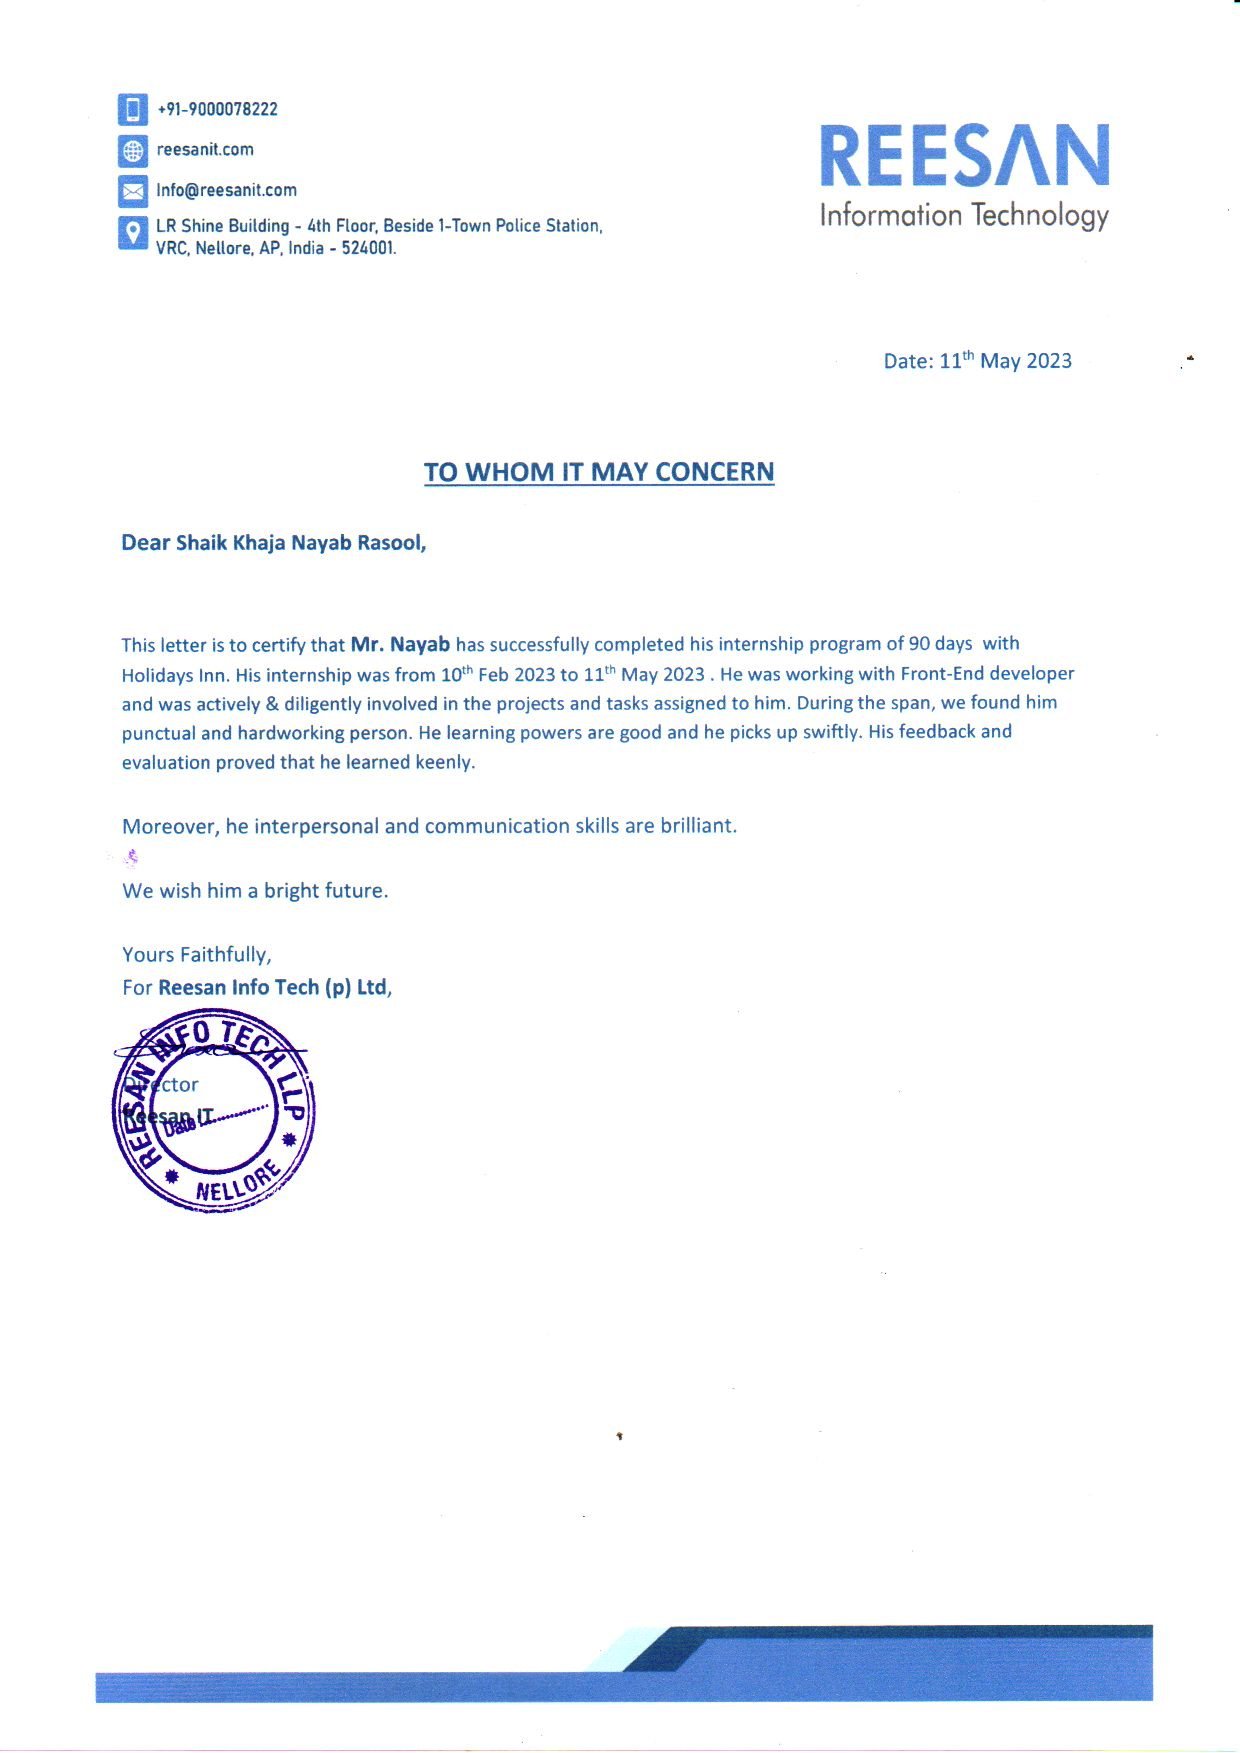 +91-9000078222
reesanit.com
Info@reesanit.com
LR Shine Building - 4th Floor, Beside 1-Town Police Station,
VRC, Nellore, AP, India - 524001.
REESAN
Information Technology
Date: 11th May 2023
TO WHOM IT MAY CONCERN
Dear Shaik Khaja Nayab Rasool,
This letter is to certify that Mr. Nayab has successfully completed his internship program of 90 days with
Holidays Inn. His internship was from 10th Feb 2023 to 11th May 2023 . He was working with Front-End developer
and was actively & diligently involved in the projects and tasks assigned to him. During the span, we found him
punctual and hardworking person. He learning powers are good and he picks up swiftly. His feedback and
evaluation proved that he learned keenly.
Moreover, he interpersonal and communication skills are brilliant.
We wish him a bright future.
Yours Faithfully,
For Reesan Info Tech (p) Ltd,
Director
Reesan IT
REESAN INFO TECH LLP
Date
NELLORE